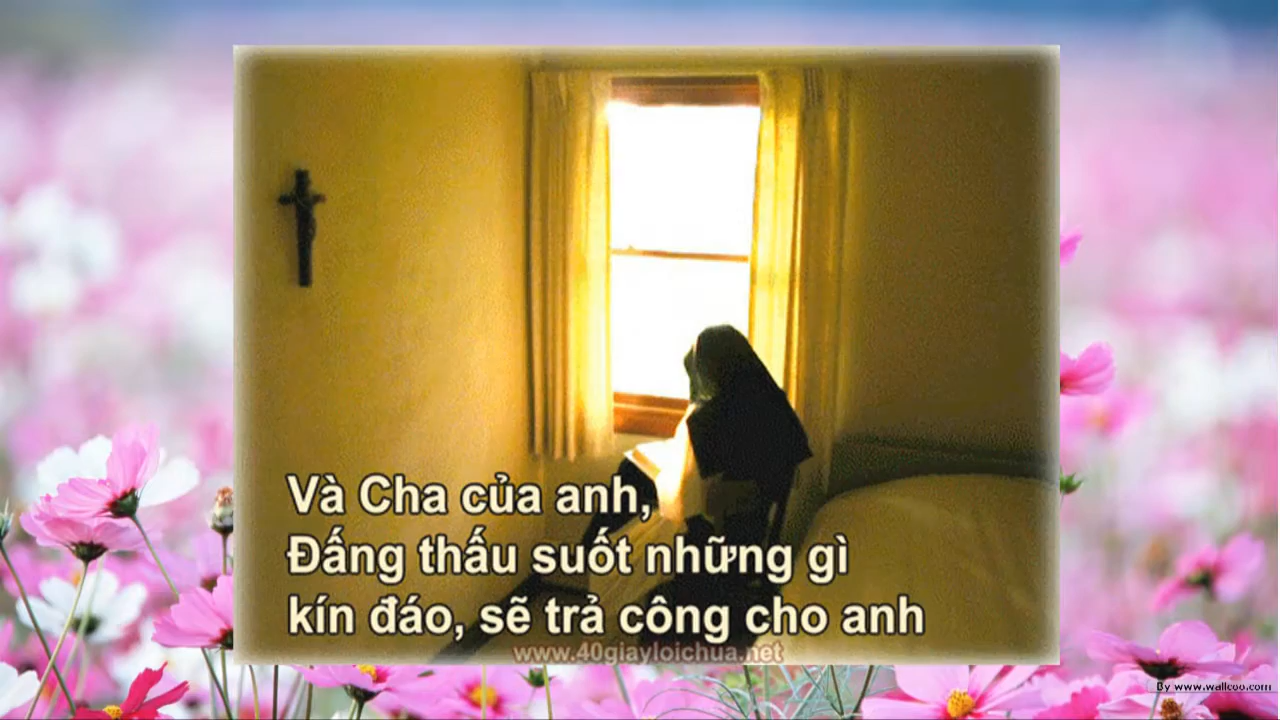 Và Cha của anh,
Đấng thấu suốt những gì
kín đáo, sẽ trả công cho anh
www.40giayloichua.net
By www.wallcoo.com